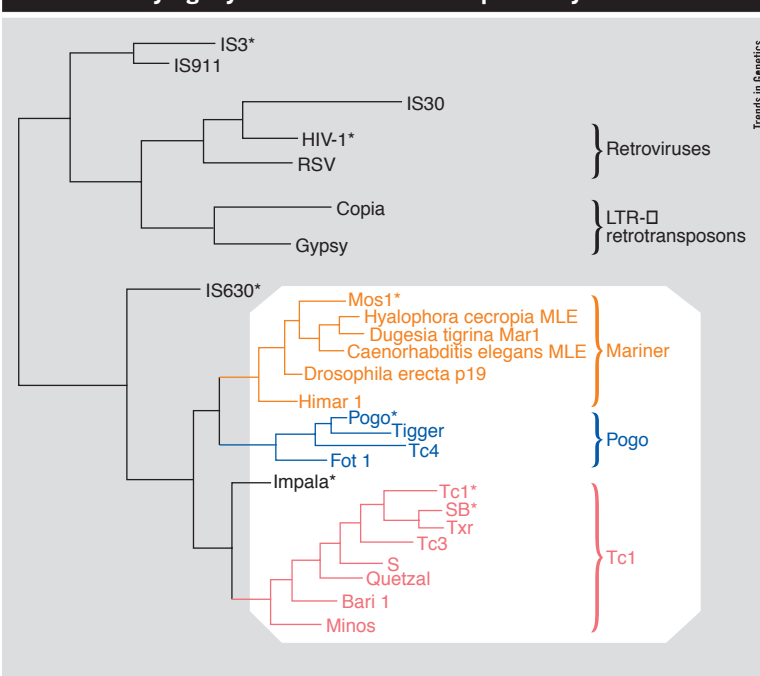 Trends in Genetics
IS3*
IS911
IS30
HIV-1*
RSV
Retroviruses
Copia
Gypsy
LTR-□
retrotransposons
IS630*
Mos1*
Hyalophora cecropia MLE
Dugesia tigrina Mar1
Caenorhabditis elegans MLE
Drosophila erecta p19
Himar 1
Mariner
Pogo*
Tigger
Tc4
Fot 1
Pogo
Impala*
Tc1*
SB*
Txr
Tc3
S
Quetzal
Bari 1
Minos
Tc1